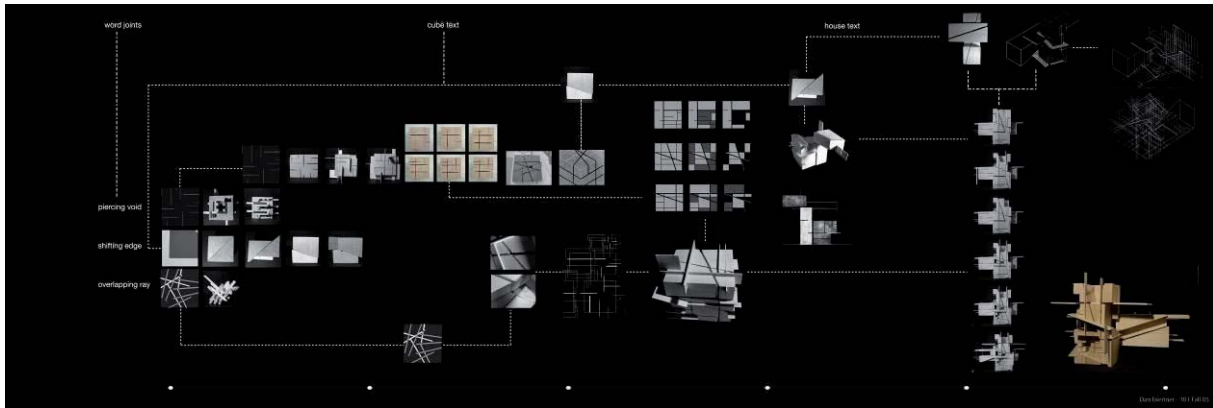 word joints
cube text
house text
piercing void
shifting edge
overlapping ray